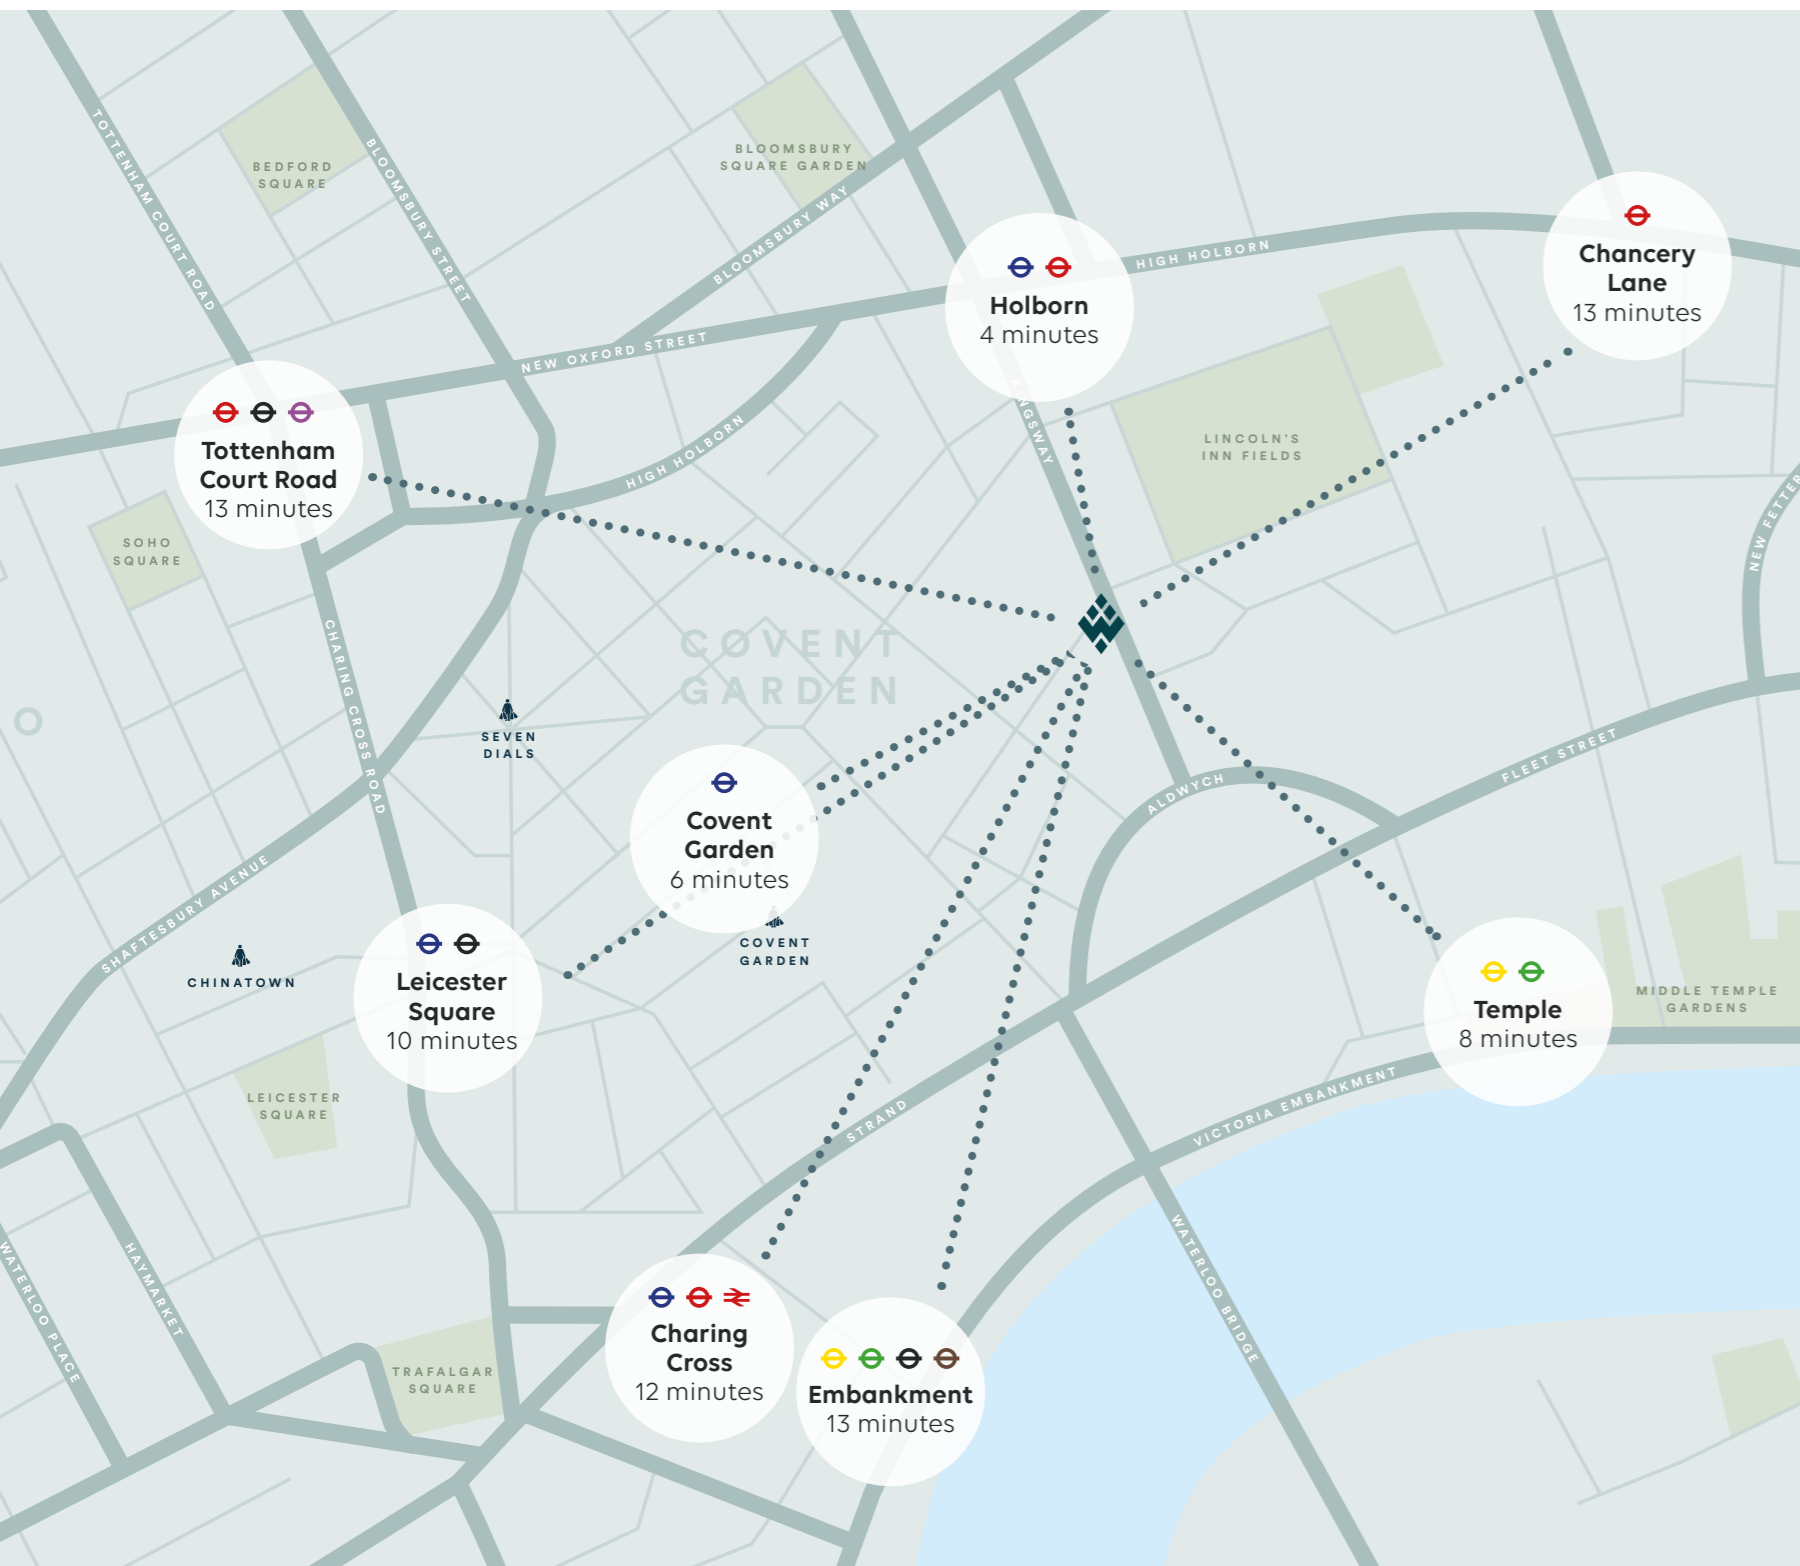 TOTTENHAM COURT ROAD
BLOOMSBURY STREET
BEDFORD
SQUARE
BLOOMSBURY
SQUARE GARDEN
BLOOMSBURY WAY
HIGH HOLBORN
Chancery
Lane
13 minutes
Holborn
4 minutes
NEW OXFORD STREET
KINGSWAY
Tottenham
Court Road
13 minutes
HIGH HOLBORN
LINCOLN'S
INN FIELDS
SOHO
SQUARE
NEW FETTER
CHARING CROSS ROAD
COVENT
GARDEN
SEVEN
DIALS
ALDWYCH
FLEET STREET
Covent
Garden
6 minutes
SHAFTESBURY AVENUE
COVENT
GARDEN
CHINATOWN
Leicester
Square
10 minutes
Temple
8 minutes
MIDDLE TEMPLE
GARDENS
LEICESTER
SQUARE
STRAND
VICTORIA EMBANKMENT
WATERLOO PLACE
HAYMARKET
WATERLOO BRIDGE
TRAFALGAR
SQUARE
Charing
Cross
12 minutes
Embankment
13 minutes